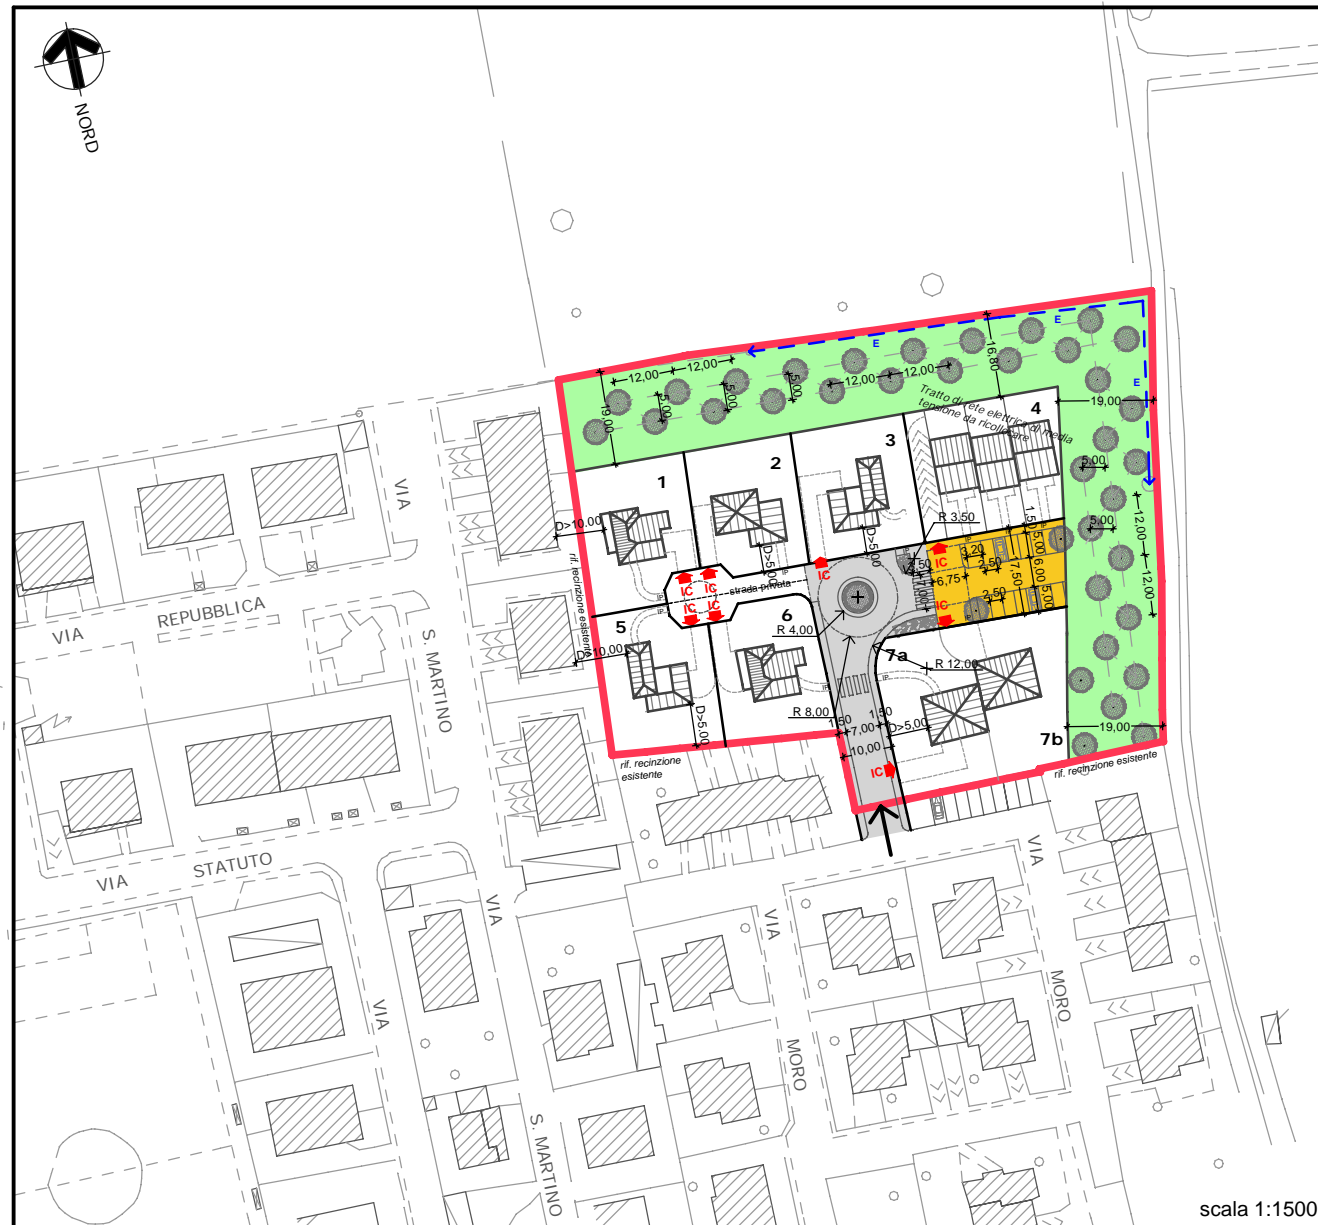 NORD
E
E
E
12,00
12,00
12,00
12,00
19,00
5,00
5,00
5,00
16,80
19,00
Tratto di rete elettrica di media
tensione da ricollocare
1
2
3
4
5
6
7a
7b
5,00
5,00
12,00
12,00
19,00
D>10,00
D>10,00
D>5,00
D>5,00
D>5,00
D>5,00
R 3,50
R 4,00
R 8,00
R 12,00
1,50
5,00
6,00
5,00
17,50
3,20
2,50
2,50
6,75
IC
IC
IC
IC
IC
IC
IC
IC
strada privata
1,50
7,00
1,50
10,00
rif. recinzione esistente
rif. recinzione
esistente
rif. recinzione esistente
VIA
REPUBBLICA
VIA
S. MARTINO
VIA
STATUTO
VIA
VIA
S. MARTINO
VIA
MORO
VIA
MORO
scala 1:1500